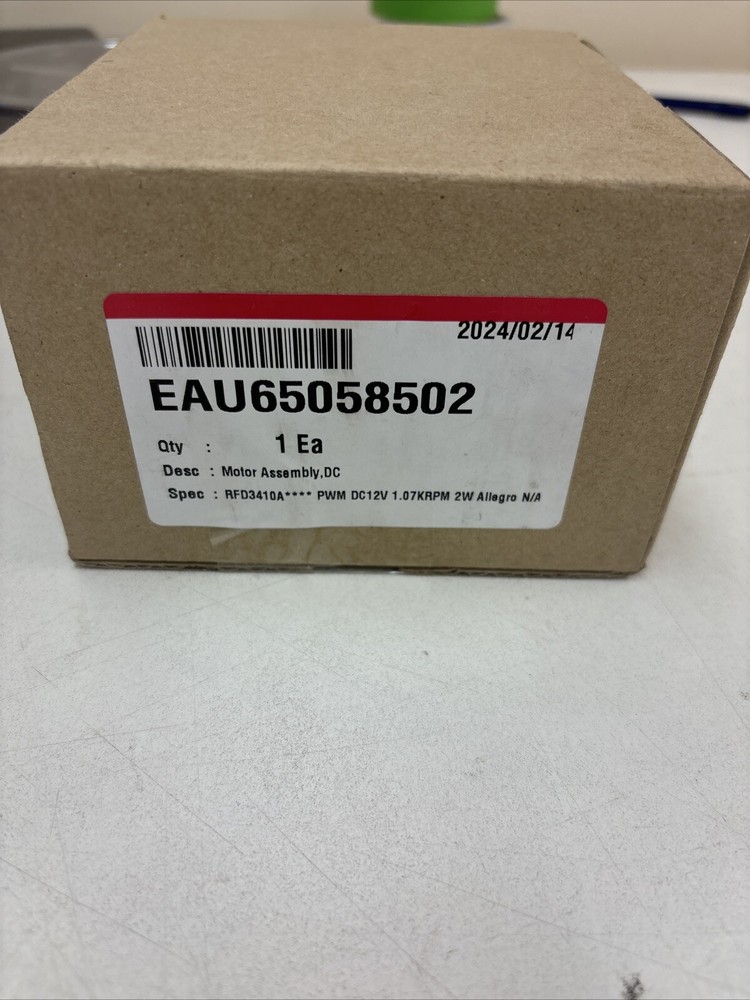 2024/02/14
EAU65058502
Qty : 1 Ea
Desc : Motor Assembly,DC
Spec : RFD3410A**** PWM DC12V 1.07KRPM 2W Allegro N/A